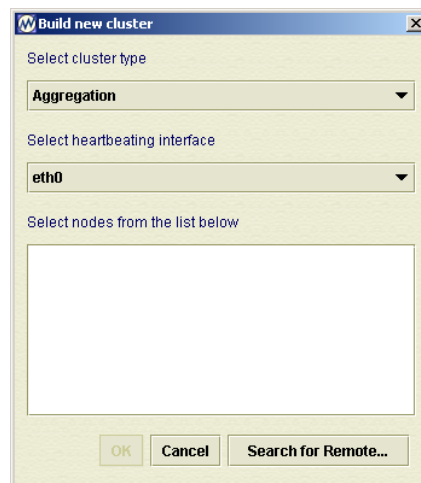 Build new cluster
Select cluster type
Aggregation
Select heartbeating interface
eth0
Select nodes from the list below
OK Cancel Search for Remote...